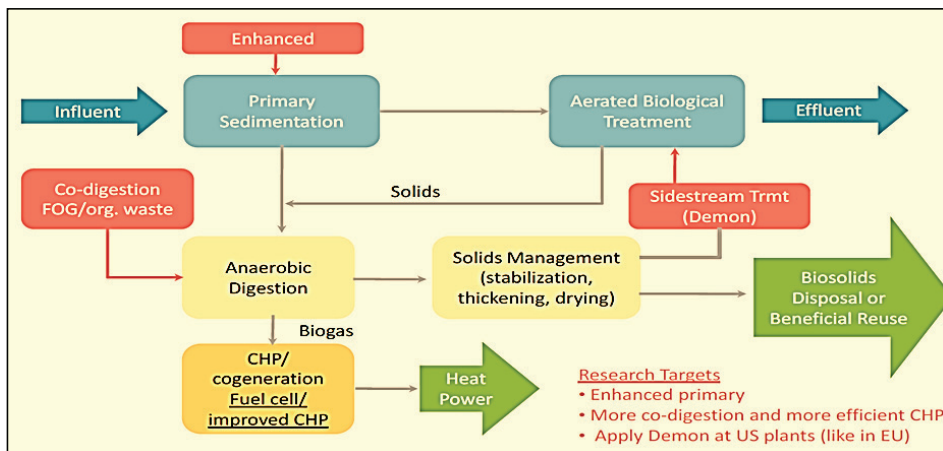 Enhanced
Influent
Primary
Sedimentation
Aerated Biological
Treatment
Effluent
Co-digestion
FOG/org. waste
Solids
Sidestream Trmt
(Demon)
Anaerobic
Digestion
Solids Management
(stabilization,
thickening, drying)
Biosolids
Disposal or
Beneficial Reuse
Biogas
CHP/
cogeneration
Fuel cell/
improved CHP
Heat
Power
Research Targets
• Enhanced primary
• More co-digestion and more efficient CHP
• Apply Demon at US plants (like in EU)